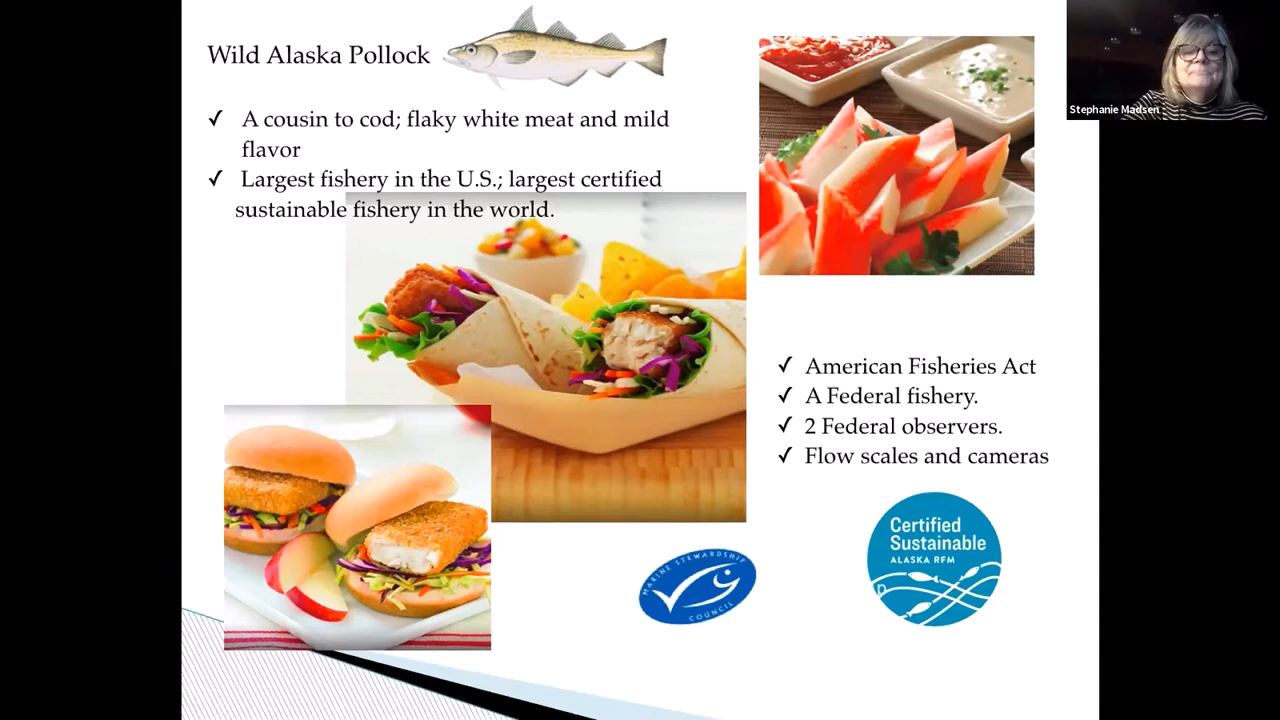 Wild Alaska Pollock
✓ A cousin to cod; flaky white meat and mild
flavor
✓ Largest fishery in the U.S.; largest certified
sustainable fishery in the world.
Stephanie Madsen
✓ American Fisheries Act
✓ A Federal fishery.
✓ 2 Federal observers.
✓ Flow scales and cameras
MARINE STEWARDSHIP
COUNCIL
Certified
Sustainable
ALASKA RFM